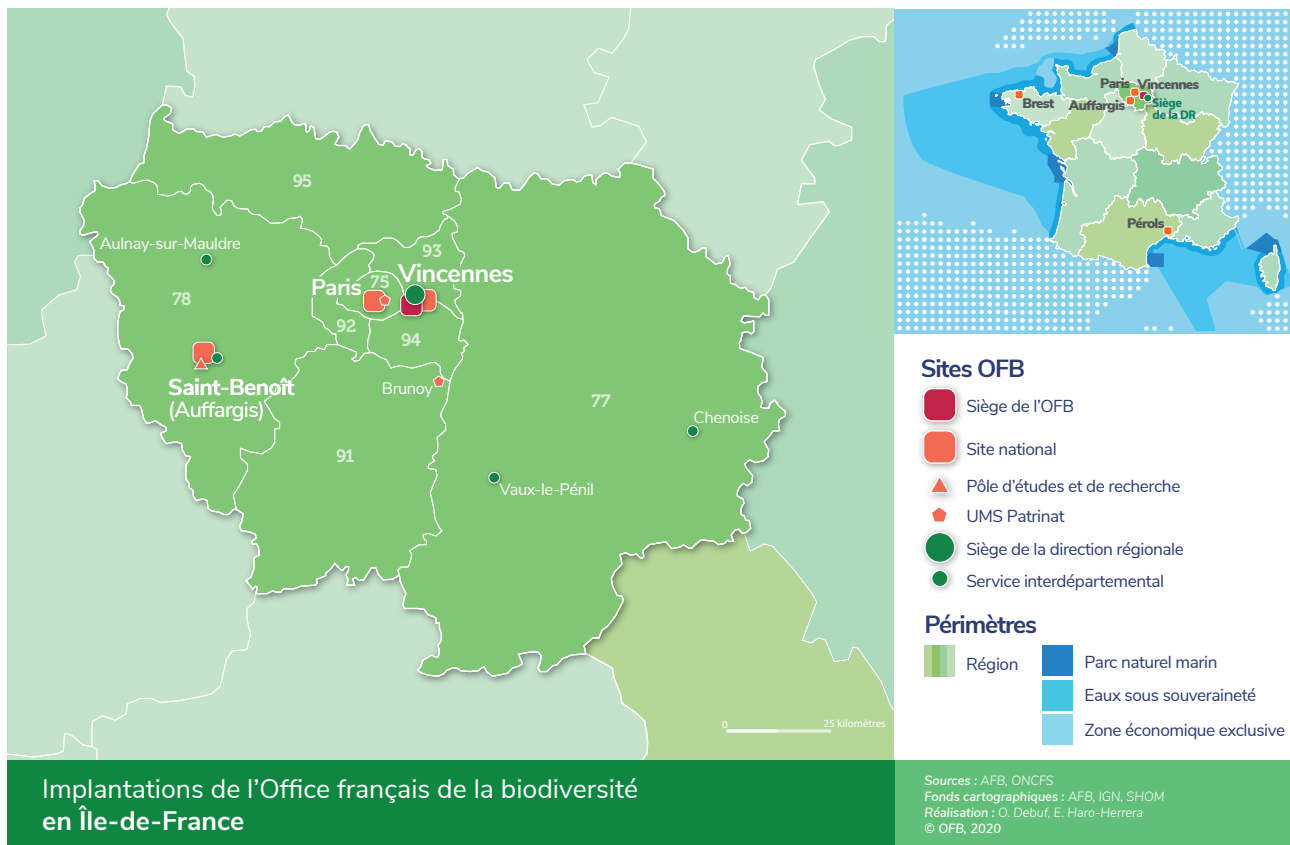 95
Aulnay-sur-Mauldre
93
Vincennes
75
Paris
78
92
94
Saint-Benoît
(Auffargis)
Brunoy
77
Chenoise
91
Vaux-le-Pénil
0
25 kilomètres
Implantations de l'Office français de la biodiversité
en Île-de-France
Paris
Vincennes
Brest
Auffargis
Siège
de la DR
Pérols
Sites OFB
Siège de l'OFB
Site national
Pôle d'études et de recherche
UMS Patrinat
Siège de la direction régionale
Service interdépartemental
Périmètres
Région
Parc naturel marin
Eaux sous souveraineté
Zone économique exclusive
Sources : AFB, ONCFS
Fonds cartographiques : AFB, IGN, SHOM
Réalisation : O. Debuf, E. Haro-Herrera
© OFB, 2020